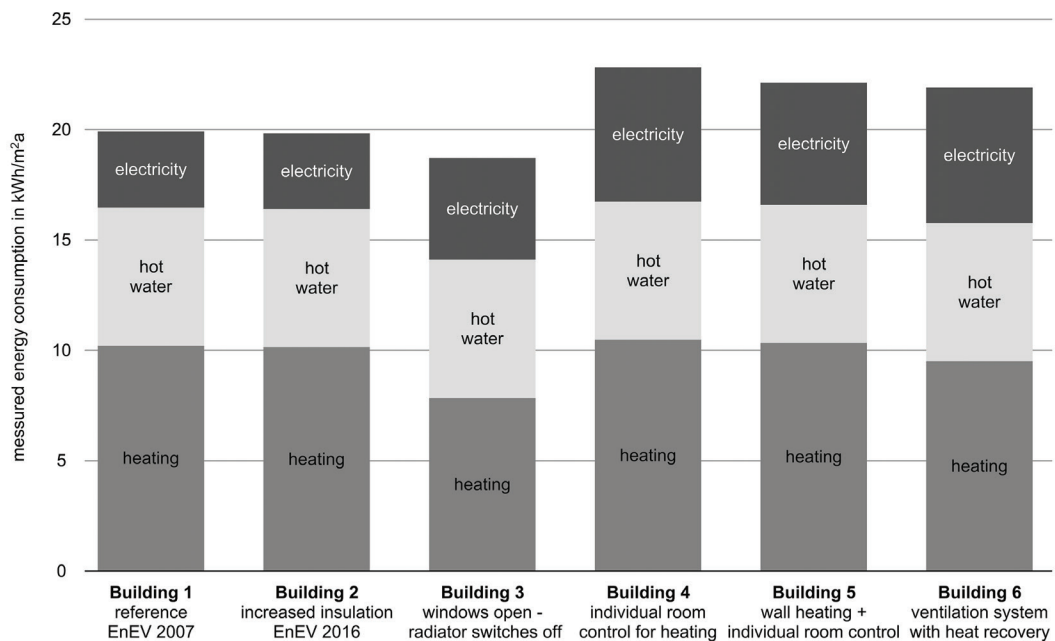 messured energy consumption in kWh/m²a
25
20
15
10
5
0
electricity
hot
water
heating
electricity
hot
water
heating
electricity
hot
water
heating
electricity
hot
water
heating
electricity
hot
water
heating
electricity
hot
water
heating
Building 1
reference
EnEV 2007
Building 2
increased insulation
EnEV 2016
Building 3
windows open -
radiator switches off
Building 4
individual room
control for heating
Building 5
wall heating +
individual room control
Building 6
ventilation system
with heat recovery